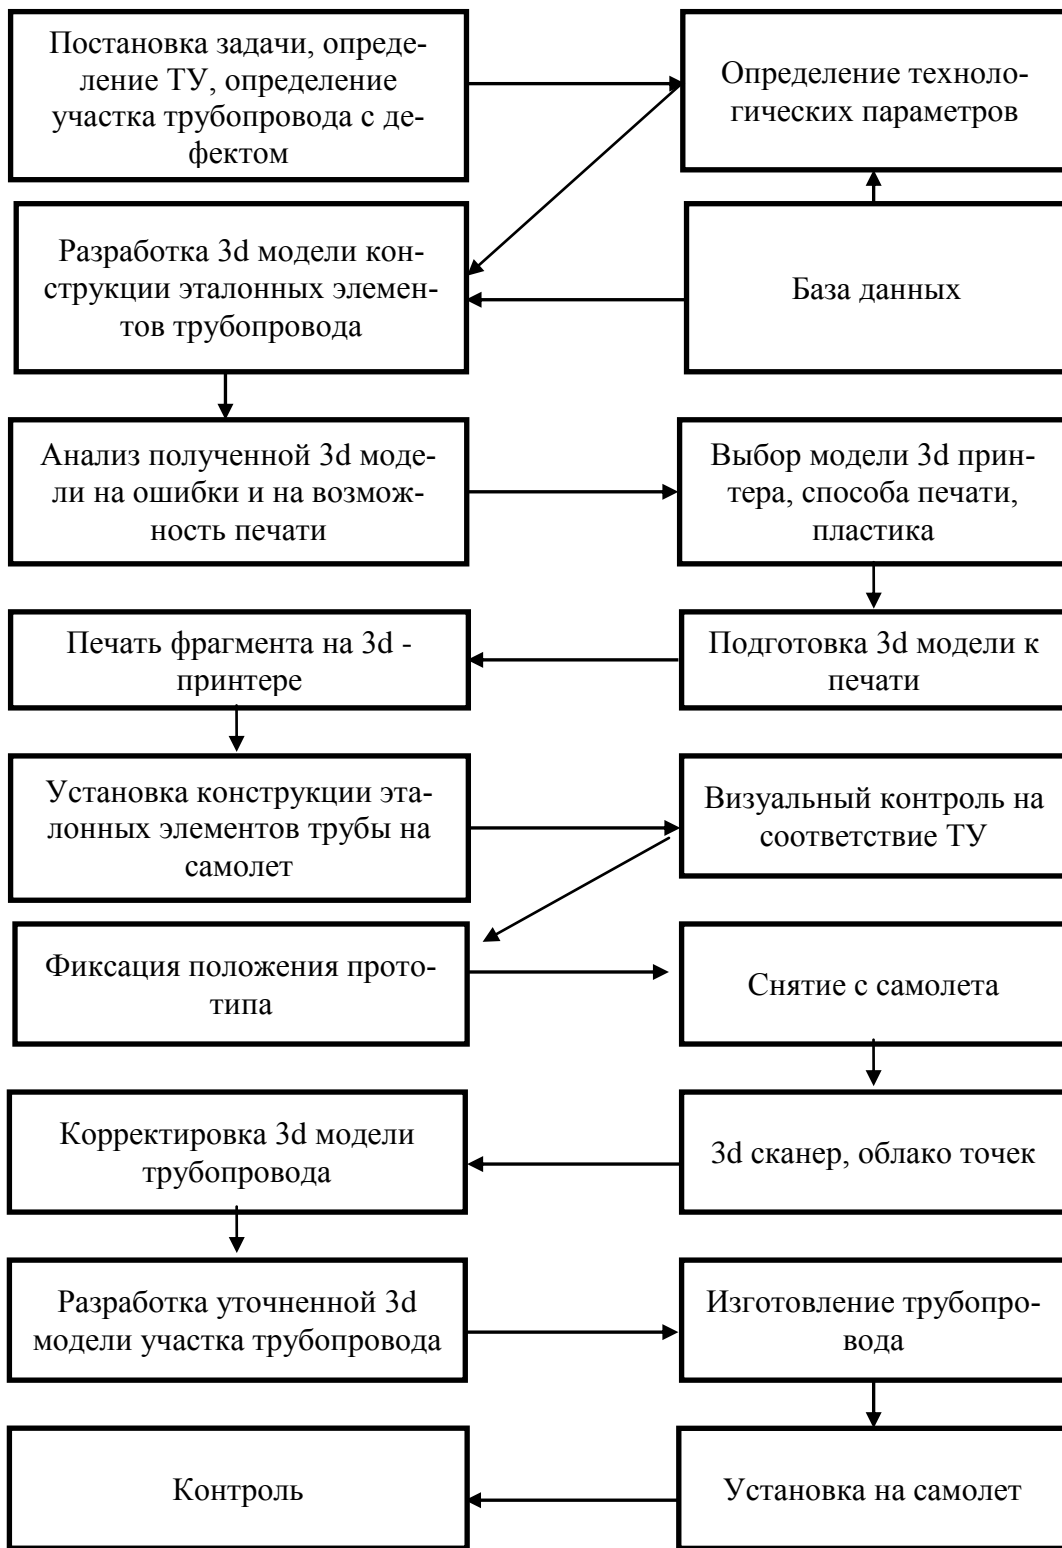 Постановка задачи, опреде-
ление ТУ, определение
участка трубопровода с де-
фектом
Определение техноло-
гических параметров
Разработка 3d модели кон-
струкции эталонных элемен-
тов трубопровода
База данных
Анализ полученной 3d моде-
ли на ошибки и на возмож-
ность печати
Выбор модели 3d прин-
тера, способа печати,
пластика
Печать фрагмента на 3d -
принтере
Подготовка 3d модели к
печати
Установка конструкции эта-
лонных элементов трубы на
самолет
Визуальный контроль на
соответствие ТУ
Фиксация положения прото-
типа
Снятие с самолета
Корректировка 3d модели
трубопровода
3d сканер, облако точек
Разработка уточненной 3d
модели участка трубопровода
Изготовление трубопро-
вода
Контроль
Установка на самолет